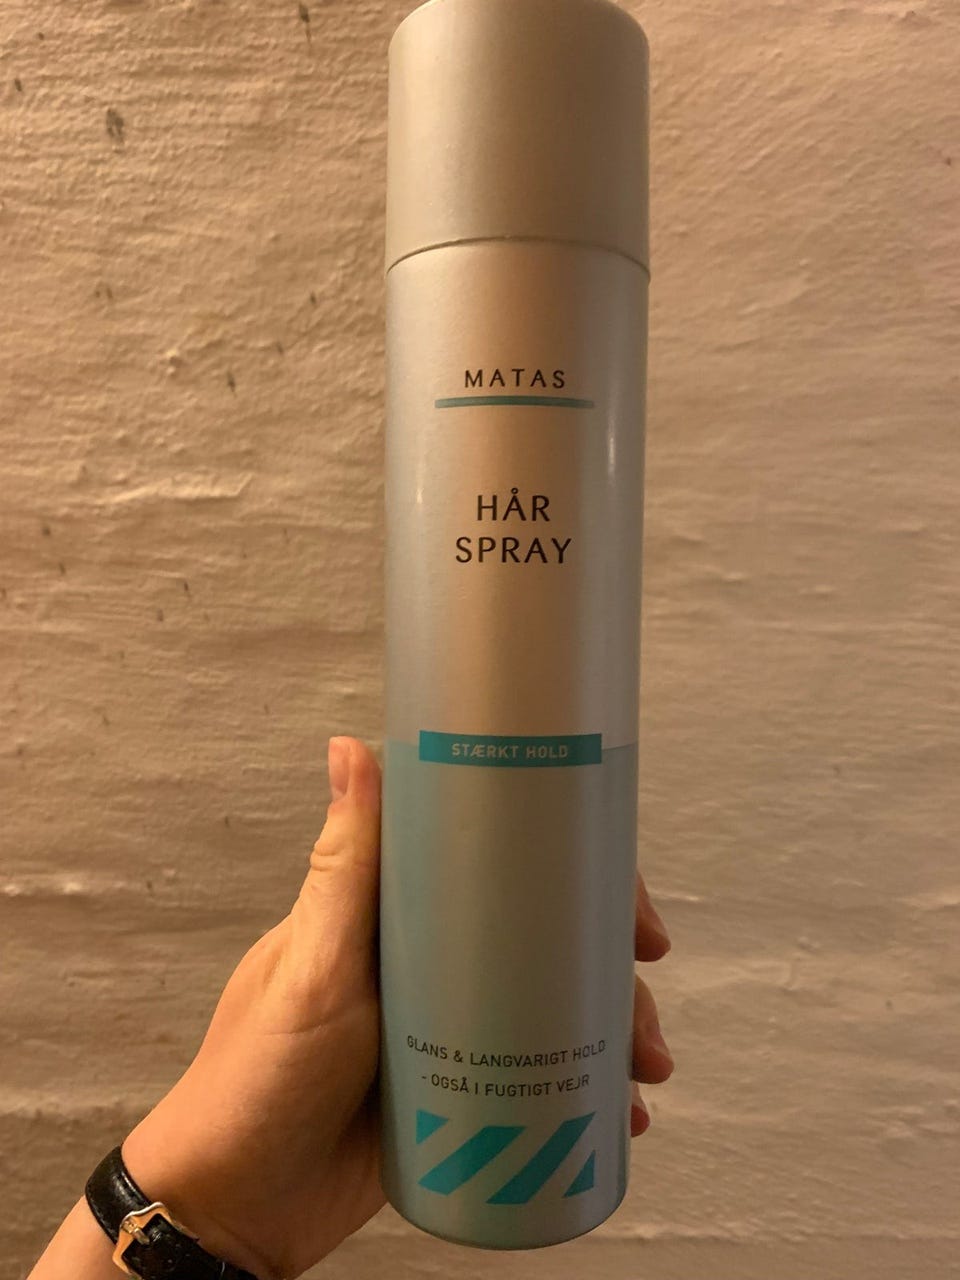 MATAS
HÅR
SPRAY
STÆRKT HOLD
GLANS & LANGVARIGT HOLD
- OGSÅ I FUGTIGT VEJR